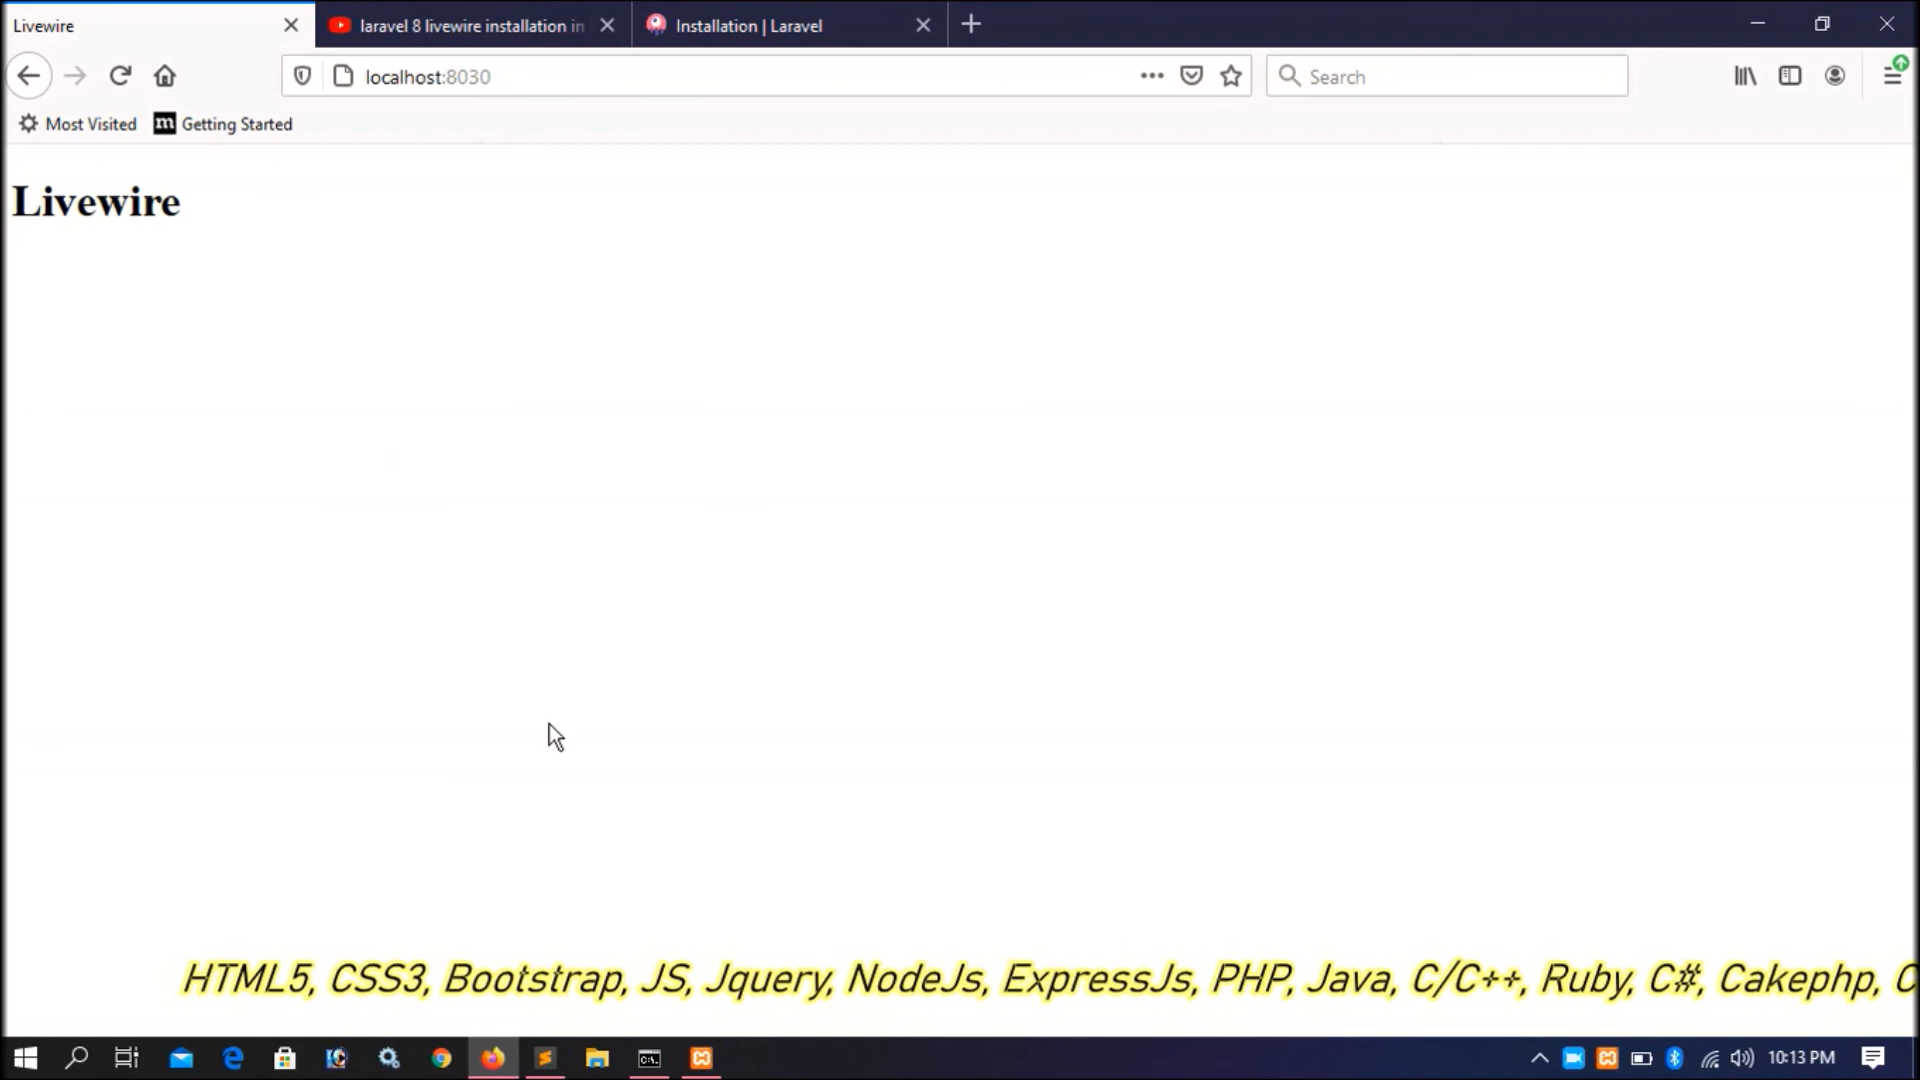 Livewire
laravel 8 livewire installation in
Installation | Laravel
localhost:8030
Search
Most Visited
Getting Started
Livewire
HTML5, CSS3, Bootstrap, JS, Jquery, NodeJs, ExpressJs, PHP, Java, C/C++, Ruby, C#, Cakephp, C
10:13 PM